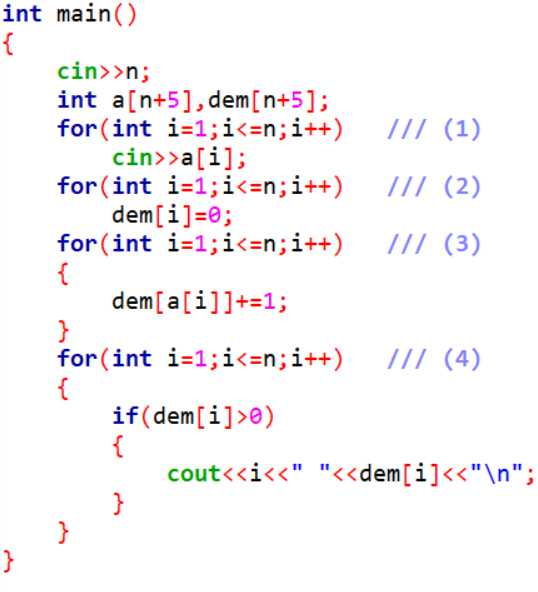 int main()
{
    cin>>n;
    int a[n+5],dem[n+5];
    for(int i=1;i<=n;i++)   /// (1)
        cin>>a[i];
    for(int i=1;i<=n;i++)   /// (2)
        dem[i]=0;
    for(int i=1;i<=n;i++)   /// (3)
    {
        dem[a[i]]+=1;
    }
    for(int i=1;i<=n;i++)   /// (4)
    {
        if(dem[i]>0)
        {
            cout<<i<<" "<<dem[i]<<"\n";
        }
    }
}